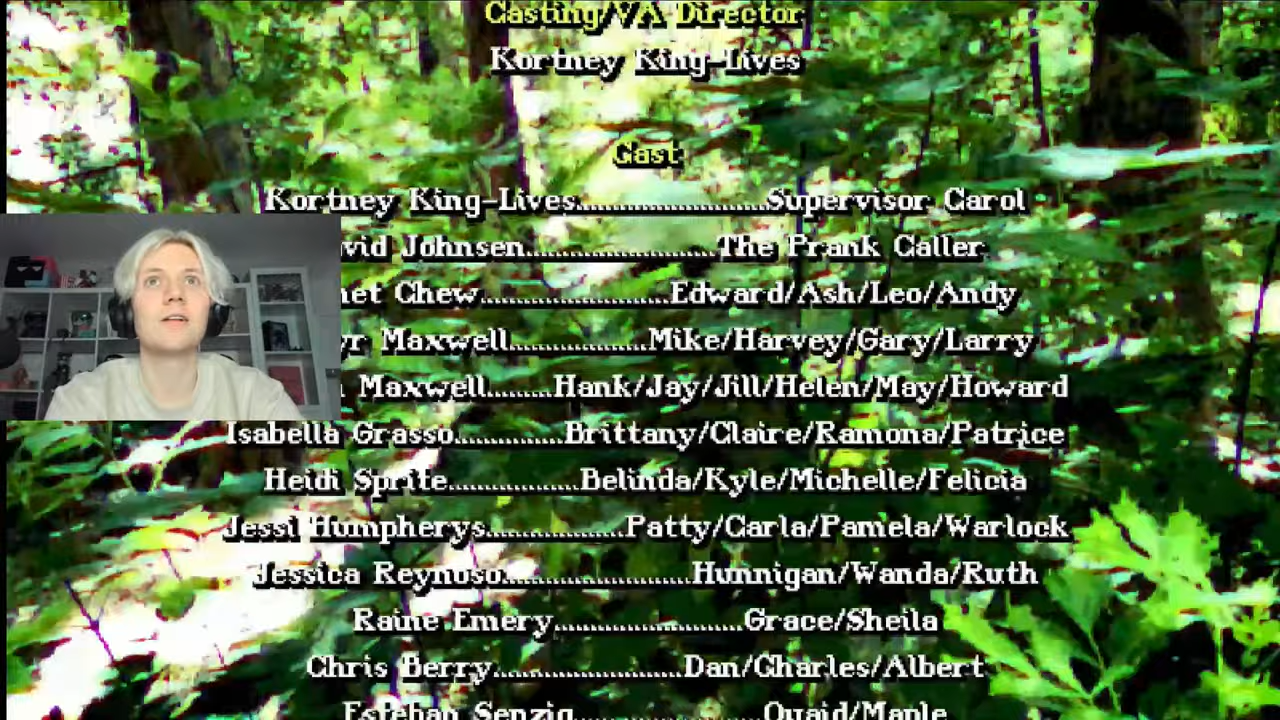 Casting/VA Director
Kortney King-Lives
Cast
Kortney King-Lives.........................Supervisor Carol
Johnsen.........................The Prank Caller
Chew.........................Edward/Ash/Leo/Andy
Maxwell..................Mike/Harvey/Gary/Larry
Maxwell.........Hank/Jay/Jill/Helen/May/Howard
Isabella Grasso...............Brittany/Claire/Ramona/Patrice
Heidi Sprite.................Belinda/Kyle/Michelle/Felicia
Jessi Humpherys..................Patty/Carla/Pamela/Warlock
Jessica Reynoso.........................Hunnigan/Wanda/Ruth
Raine Emery.........................Grace/Sheila
Chris Berry.........................Dan/Charles/Albert
Esteban Senzig.........................Quaid/Maple